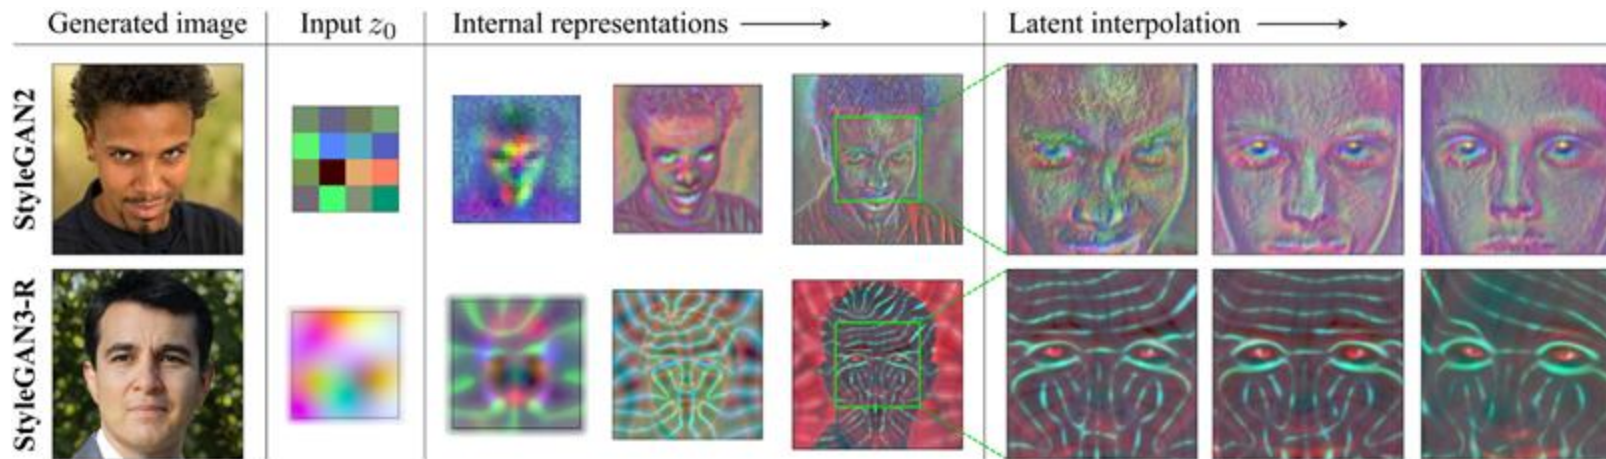 Generated image
Input z0
Internal representations
Latent interpolation
StyleGAN2
StyleGAN3-R